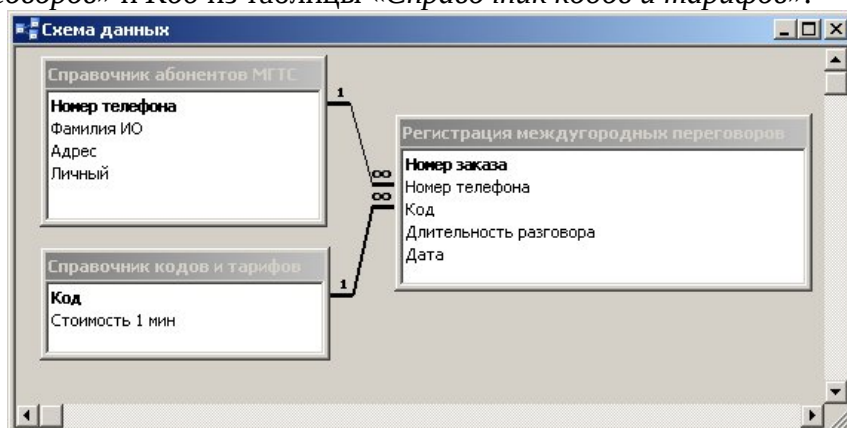 и Код из таблицы «Справочник кодов и тарифов».
Схема данных
Справочник абонентов МГТС
Номер телефона
Фамилия ИО
Адрес
Личный
1
Регистрация междугородных переговоров
Номер заказа
Номер телефона
Код
Длительность разговора
Дата
∞
∞
Справочник кодов и тарифов
Код
Стоимость 1 мин
1